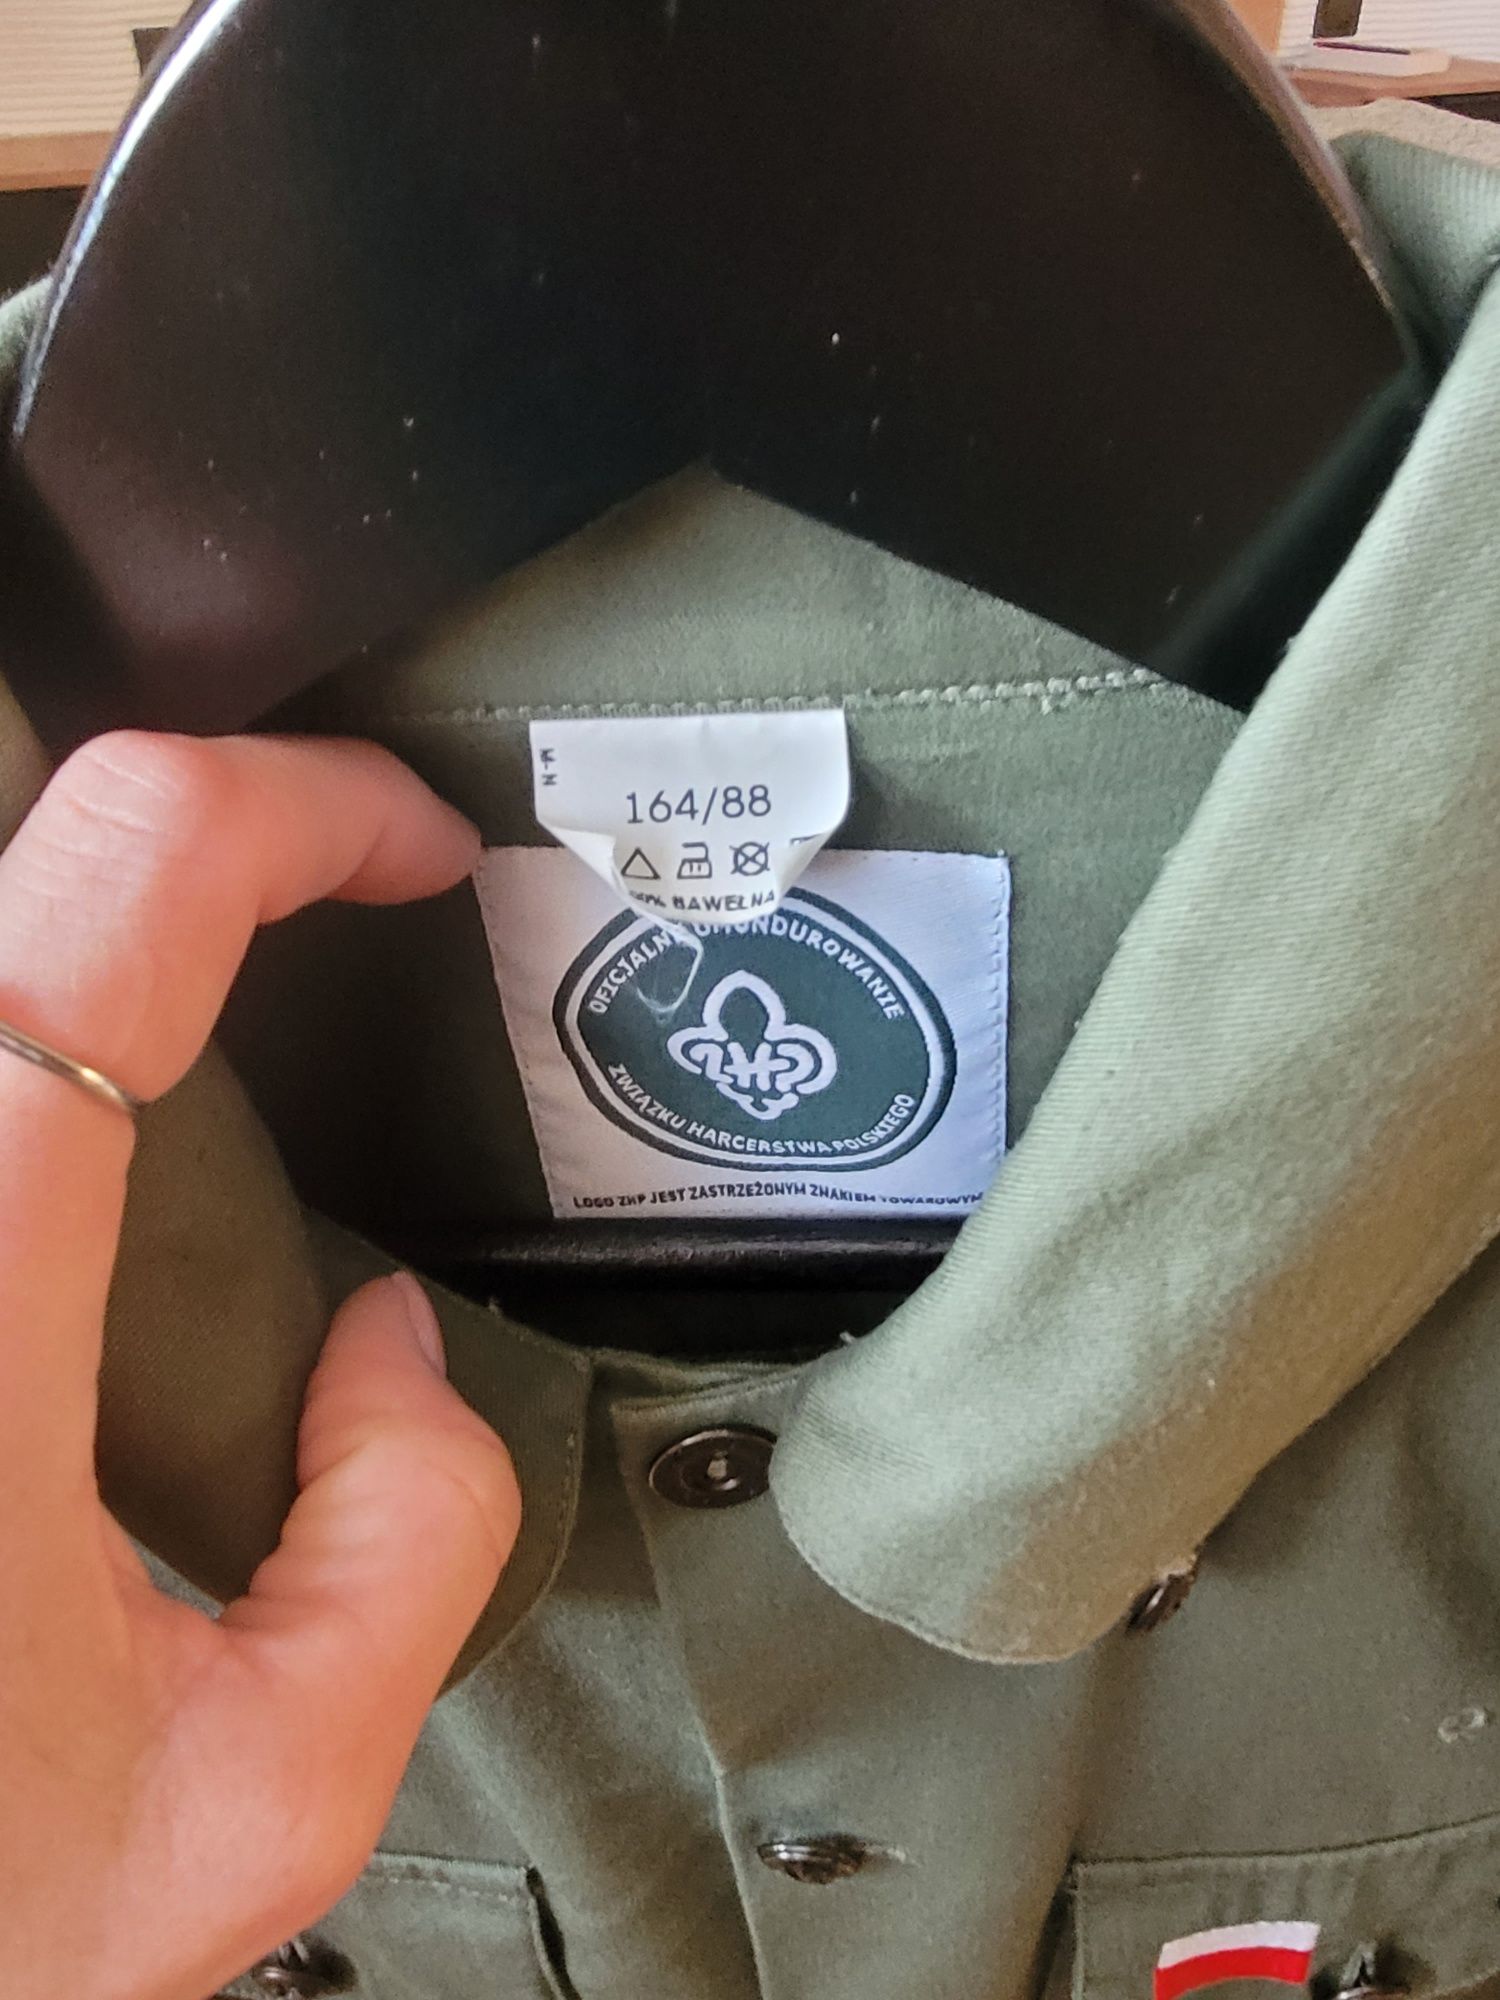 M-N
164/88
BAWEŁNA
OFICJALNE UMUNDUROWANIE
ZHP
ZWIĄZKU HARCERSTWA POLSKIEGO
LOGO ZHP JEST ZASTRZEŻONYM ZNAKIEM TOWAROWYM